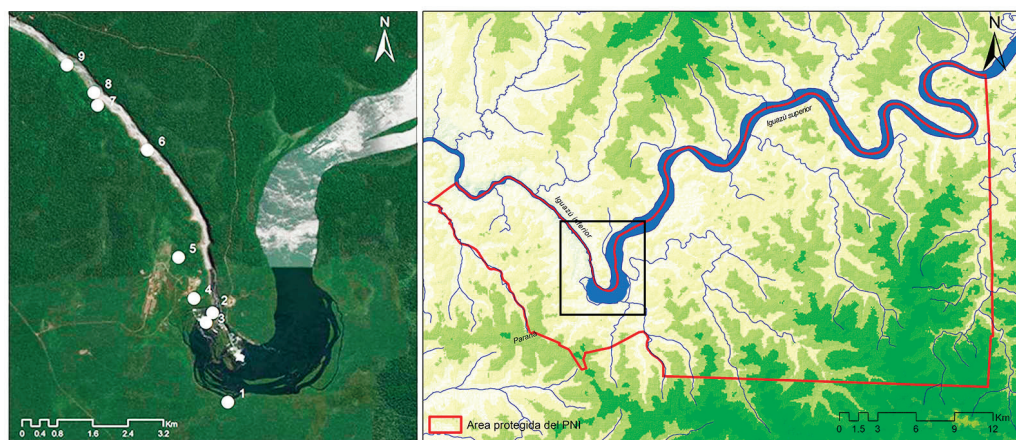 N
9
8
7
6
5
4
2
3
1
0 0.4 0.8 1.6 2.4 3.2
Km
N
Iguazú superior
Iguazú inferior
Paraná
Area protegida del PNI
0 1.5 3 6 9 12
Km